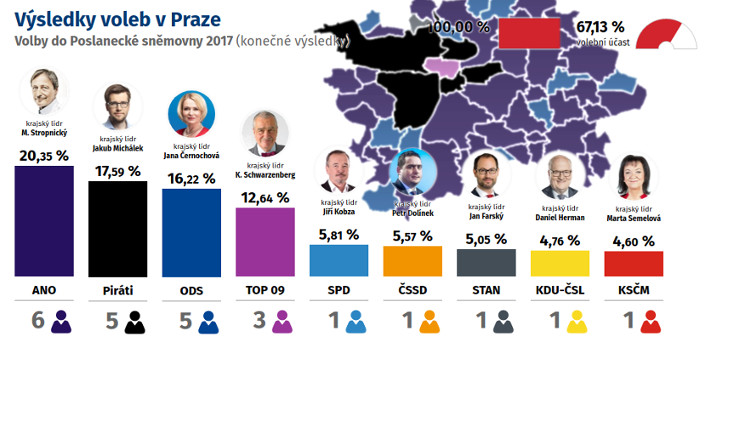 Výsledky voleb v Praze
Volby do Poslanecké sněmovny 2017 (konečné výsledky)
100,00 %
67,13 %
volební účast
krajský lídr
M. Stropnický
20,35 %
ANO
6
krajský lídr
Jakub Michálek
17,59 %
Piráti
5
krajský lídr
Jana Černochová
16,22 %
ODS
5
krajský lídr
K. Schwarzenberg
12,64 %
TOP 09
3
krajský lídr
Jiří Kobza
5,81 %
SPD
1
krajský lídr
Petr Dolínek
5,57 %
ČSSD
1
krajský lídr
Jan Farský
5,05 %
STAN
1
krajský lídr
Daniel Herman
4,76 %
KDU-ČSL
1
krajský lídr
Marta Semelová
4,60 %
KSČM
1